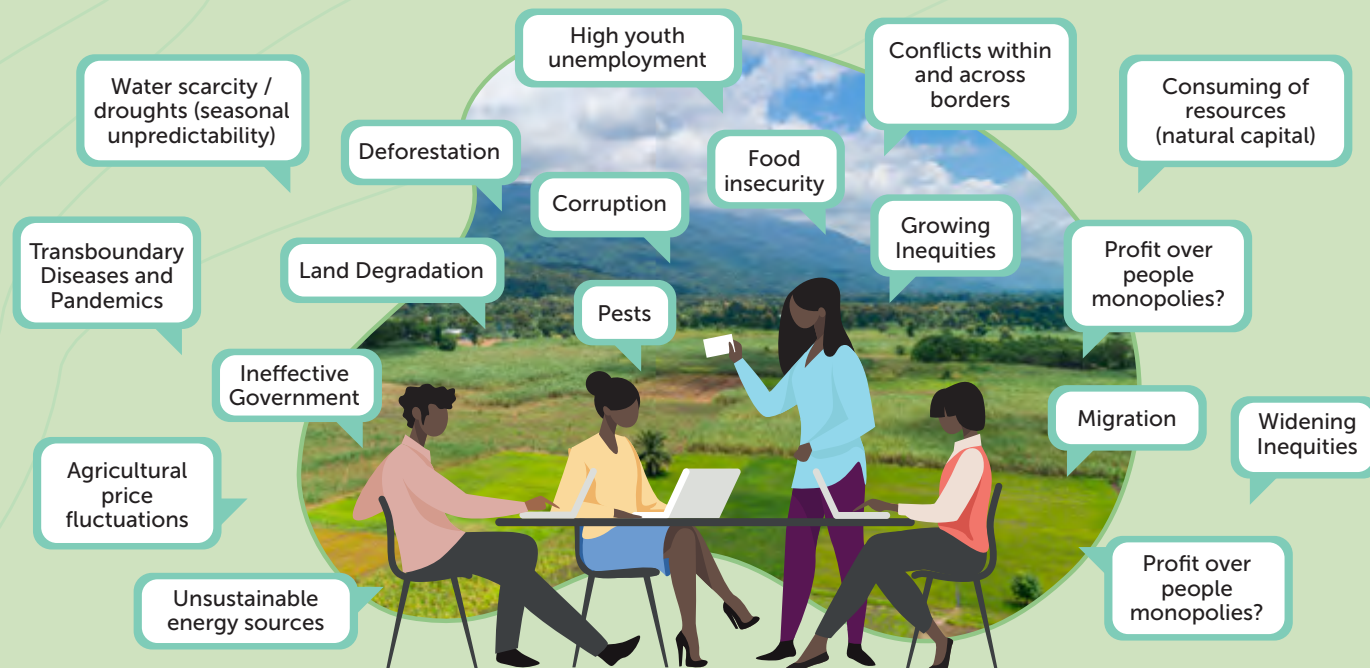 High youth
unemployment
Conflicts within
and across
borders
Water scarcity /
droughts (seasonal
unpredictability)
Consuming of
resources
(natural capital)
Deforestation
Food
insecurity
Corruption
Growing
Inequities
Transboundary
Diseases and
Pandemics
Land Degradation
Profit over
people
monopolies?
Pests
Ineffective
Government
Migration
Widening
Inequities
Agricultural
price
fluctuations
Profit over
people
monopolies?
Unsustainable
energy sources